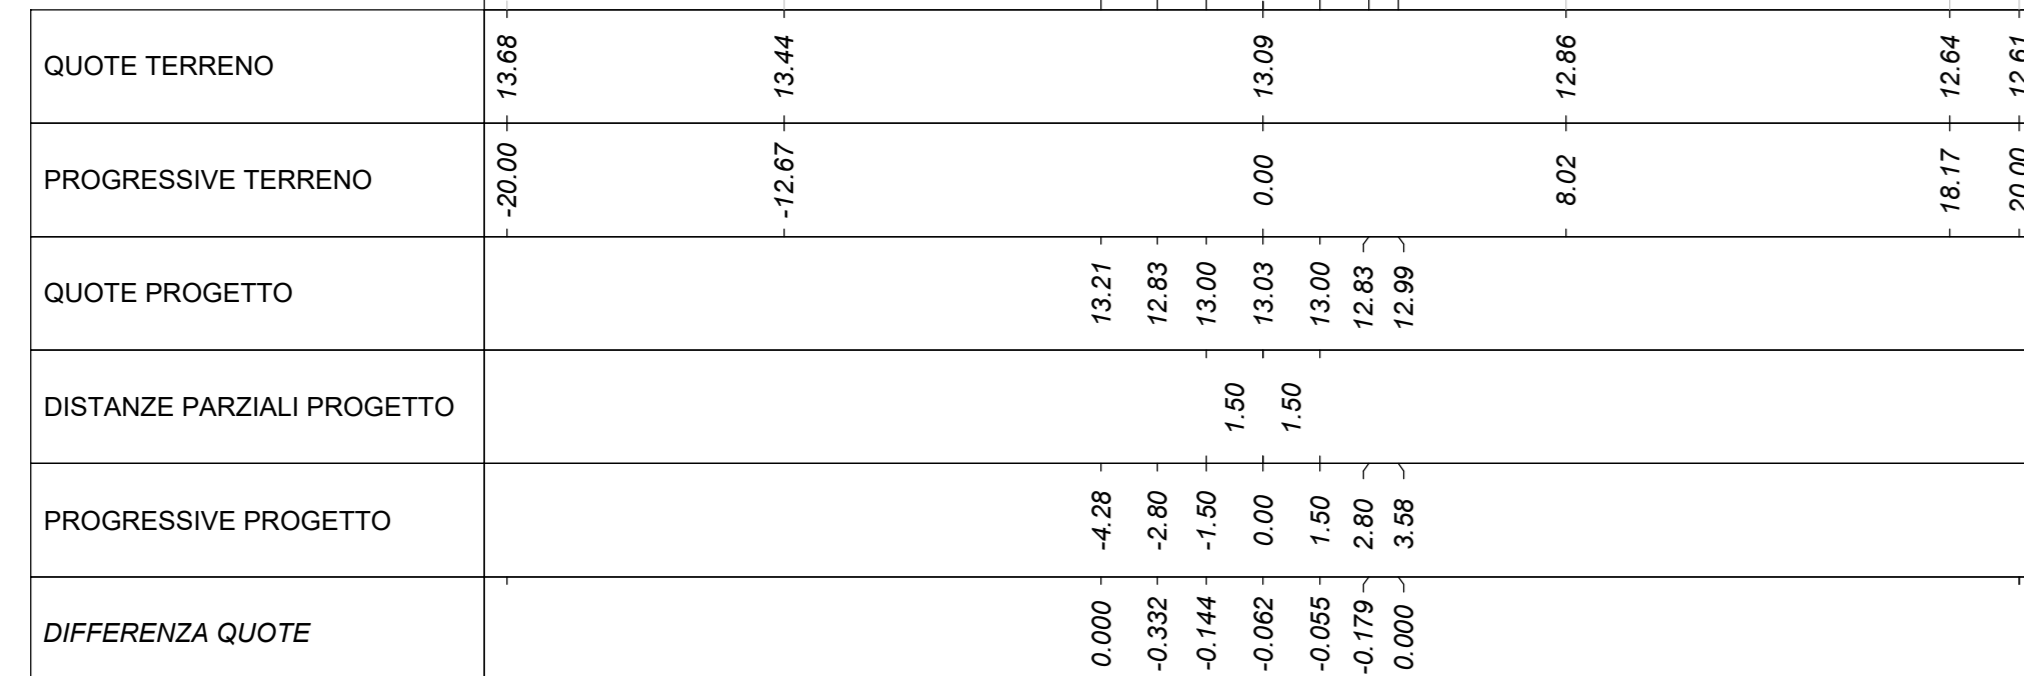 QUOTE TERRENO 13.68 13.44 13.09 12.86 12.64 12.61
PROGRESSIVE TERRENO -20.00 -12.67 0.00 8.02 18.17 20.00
QUOTE PROGETTO 13.21 12.83 13.00 13.03 13.00 12.83 12.99
DISTANZE PARZIALI PROGETTO 1.50 1.50
PROGRESSIVE PROGETTO -4.28 -2.80 -1.50 0.00 1.50 2.80 3.58
DIFFERENZA QUOTE 0.000 -0.332 -0.144 -0.062 -0.055 -0.179 0.000